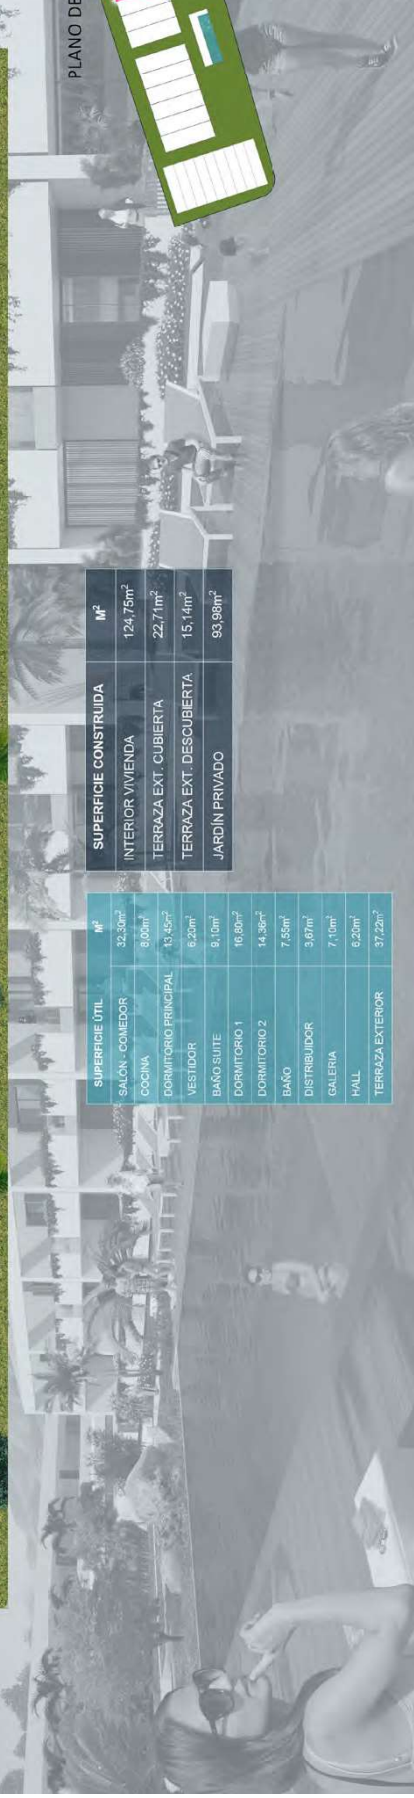 PLANO DE
SUPERFICIE ÚTIL M²
SALÓN - COMEDOR 32,30m²
COCINA 8,00m²
DORMITORIO PRINCIPAL 13,45m²
VESTIDOR 6,20m²
BAÑO SUITE 9,10m²
DORMITORIO 1 16,80m²
DORMITORIO 2 14,36m²
BAÑO 7,55m²
DISTRIBUIDOR 3,67m²
GALERIA 7,10m²
HALL 6,20m²
TERRAZA EXTERIOR 37,22m²
SUPERFICIE CONSTRUIDA M²
INTERIOR VIVIENDA 124,75m²
TERRAZA EXT. CUBIERTA 22,71m²
TERRAZA EXT. DESCUBIERTA 15,14m²
JARDÍN PRIVADO 93,98m²